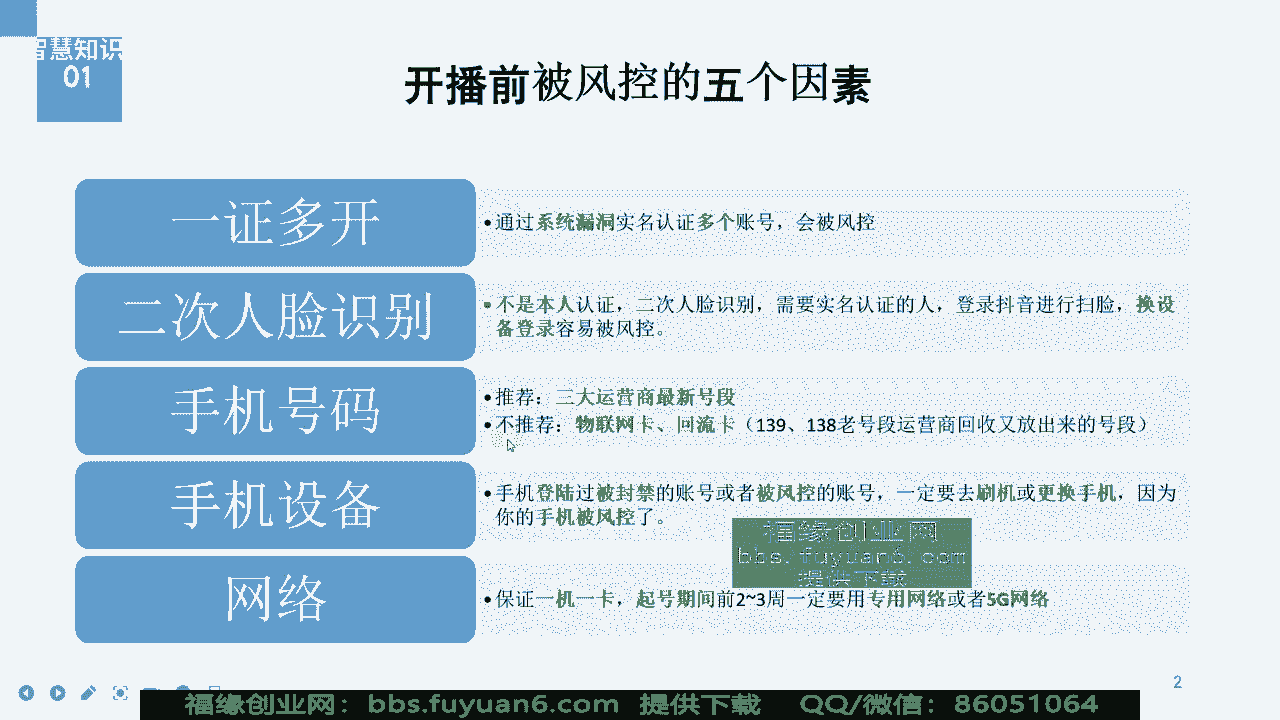 智慧知识
01
开播前被风控的五个因素
一证多开
•通过系统漏洞实名认证多个账号，会被风控
二次人脸识别
•不是本人认证，二次人脸识别，需要实名认证的人，登录抖音进行扫脸，换设
备登录容易被风控。
手机号码
•推荐：三大运营商最新号段
•不推荐：物联网卡、回流卡（139、138老号段运营商回收又放出来的号段）
手机设备
•手机登陆过被封禁的账号或者被风控的账号，一定要去刷机或更换手机，因为
你的手机被风控了。
福缘创业网
bbs.fuyuan6.com
提供下载
网络
•保证一机一卡，起号期间前2~3周一定要用专用网络或者5G网络
2
福缘创业网：bbs.fuyuan6.com 提供下载 QQ/微信：86051064